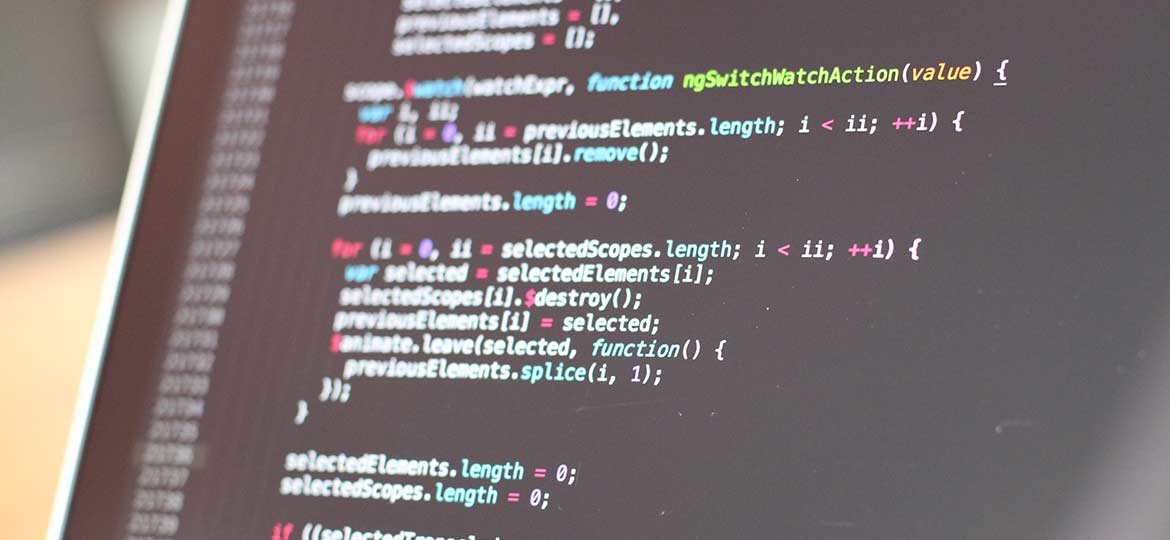 previousElements = [],
selectedScopes = [];
scope.$watch(watchExpr, function ngSwitchWatchAction(value) {
var i, ii;
for (i = 0, ii = previousElements.length; i < ii; ++i) {
previousElements[i].remove();
}
previousElements.length = 0;
for (i = 0, ii = selectedScopes.length; i < ii; ++i) {
var selected = selectedElements[i];
selectedScopes[i].$destroy();
previousElements[i] = selected;
$animate.leave(selected, function() {
previousElements.splice(i, 1);
});
}
selectedElements.length = 0;
selectedScopes.length = 0;
if